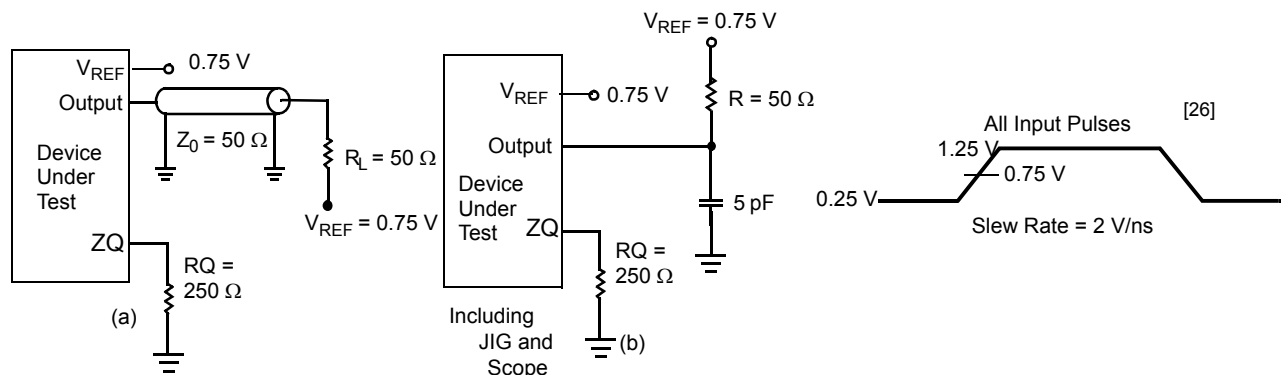 V_REF
0.75 V
Output
Z_0 = 50 Ω
Device
Under
Test
R_L = 50 Ω
V_REF = 0.75 V
ZQ
RQ =
250 Ω
(a)
V_REF = 0.75 V
V_REF
0.75 V
R = 50 Ω
Output
Device
Under
Test
5 pF
ZQ
RQ =
250 Ω
Including
JIG and
Scope
(b)
[26]
All Input Pulses
1.25 V
0.75 V
0.25 V
Slew Rate = 2 V/ns